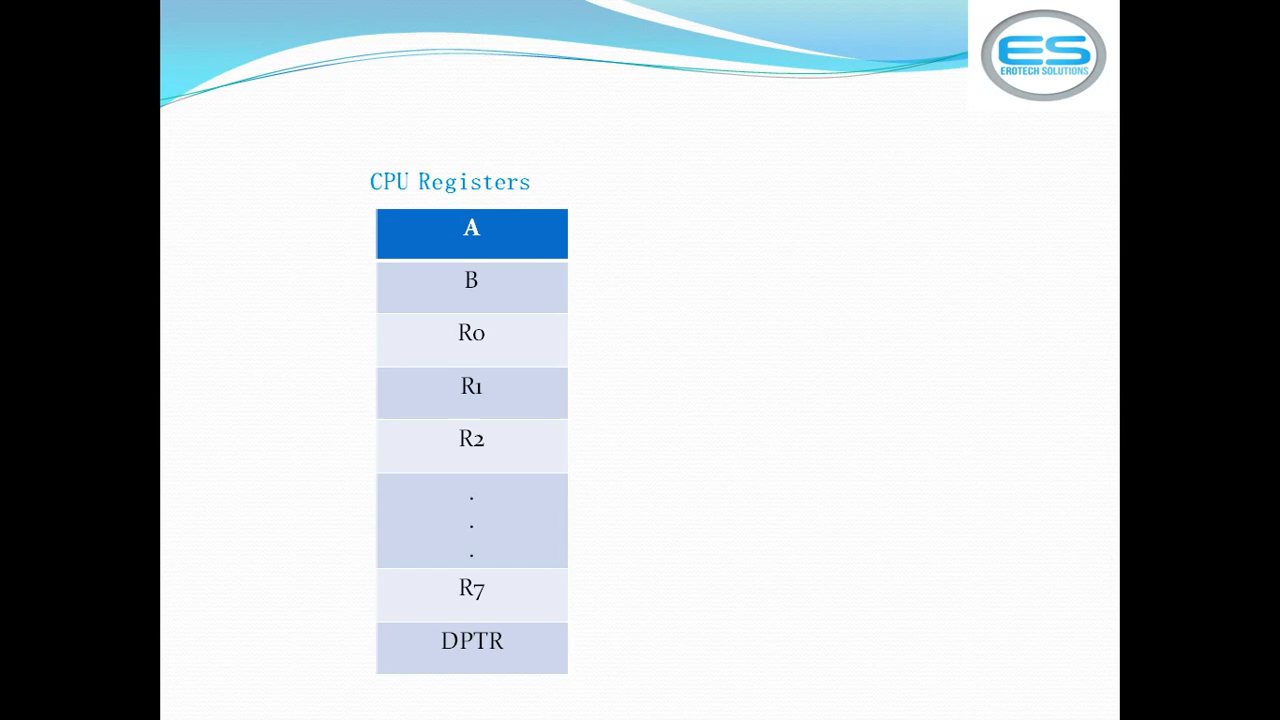 ES
EROTECH SOLUTIONS
CPU Registers
A
B
R0
R1
R2
.
.
.
R7
DPTR